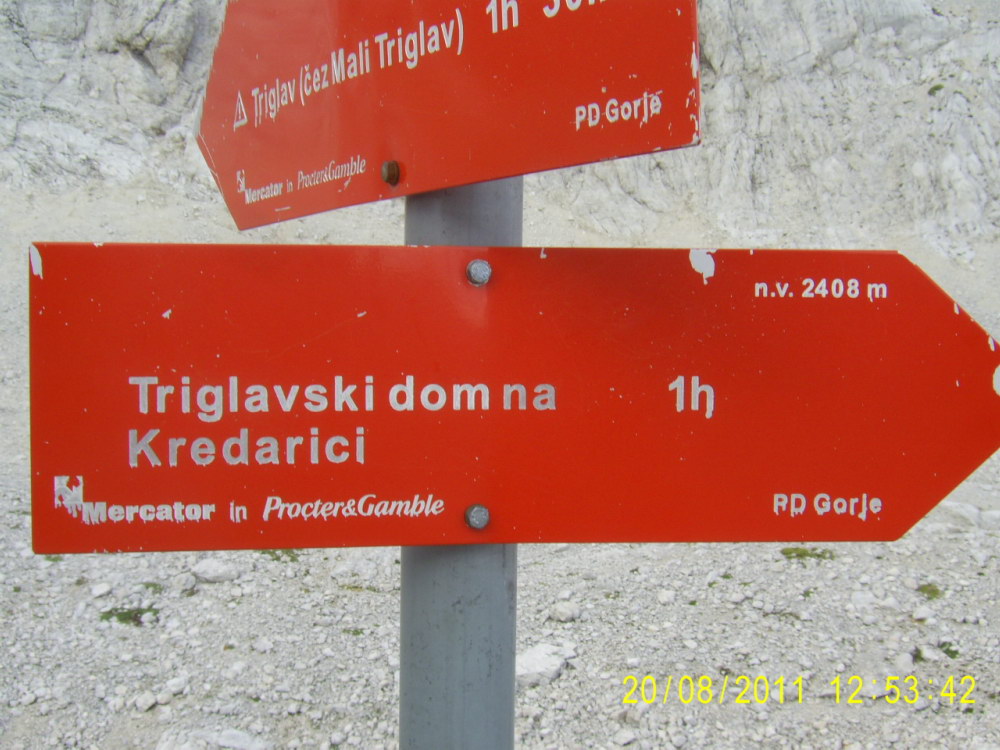 ⚠ Triglav (čez Mali Triglav) 1h
PD Gorje
Mercator in Procter&Gamble
n.v. 2408 m
Triglavski dom na 1h
Kredarici
Mercator in Procter&Gamble PD Gorje
20/08/2011 12:53:42